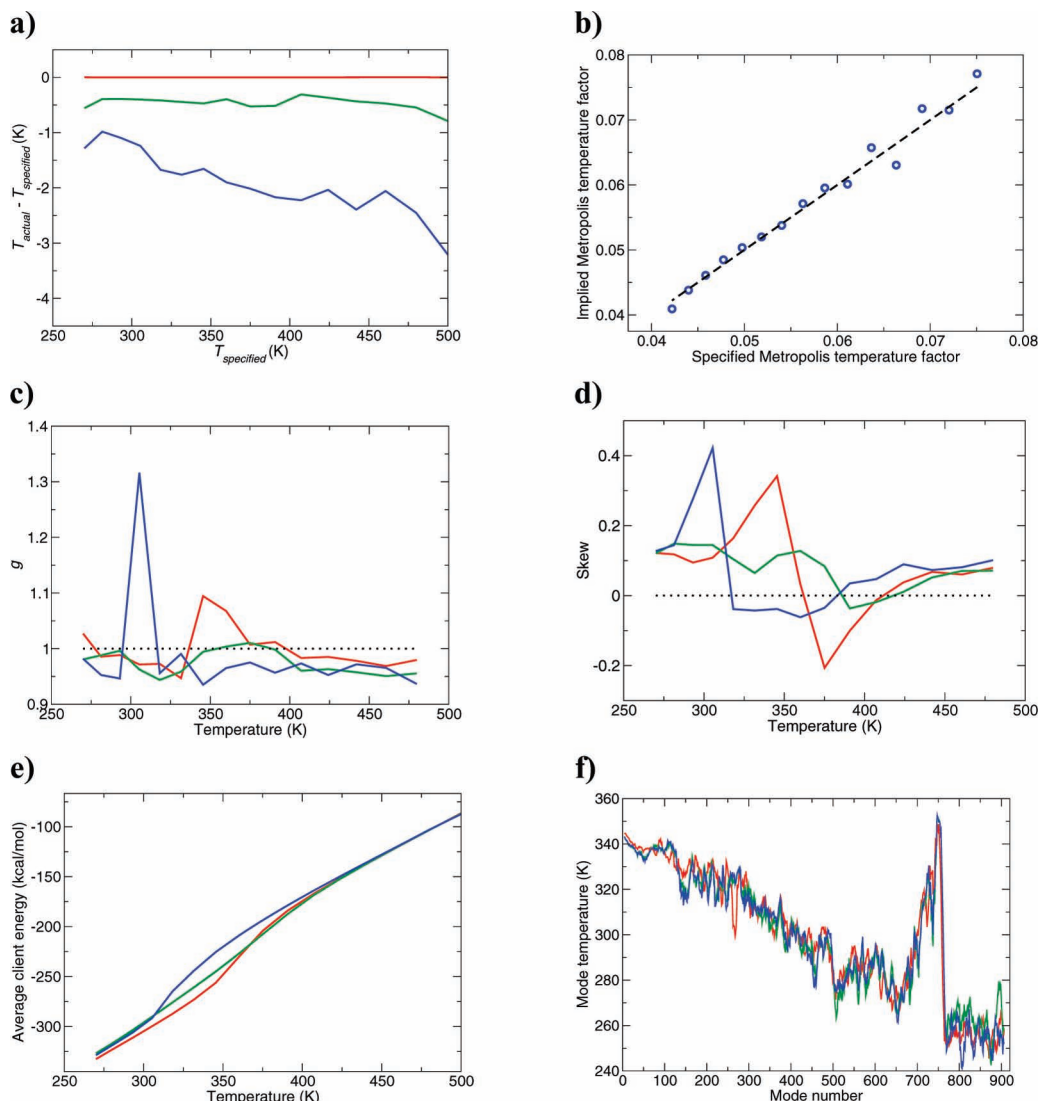 a)
0
-1
-2
-3
-4
T_actual - T_specified (K)
250 300 350 400 450 500
T_specified (K)
b)
0.08
0.07
0.06
0.05
0.04
Implied Metropolis temperature factor
0.04 0.05 0.06 0.07 0.08
Specified Metropolis temperature factor
c)
1.4
1.3
1.2
1.1
1
0.9
g
250 300 350 400 450 500
Temperature (K)
d)
0.4
0.2
0
-0.2
Skew
250 300 350 400 450 500
Temperature (K)
e)
-100
-150
-200
-250
-300
Average client energy (kcal/mol)
250 300 350 400 450 500
Temperature (K)
f)
360
340
320
300
280
260
240
Mode temperature (K)
0 100 200 300 400 500 600 700 800 900
Mode number